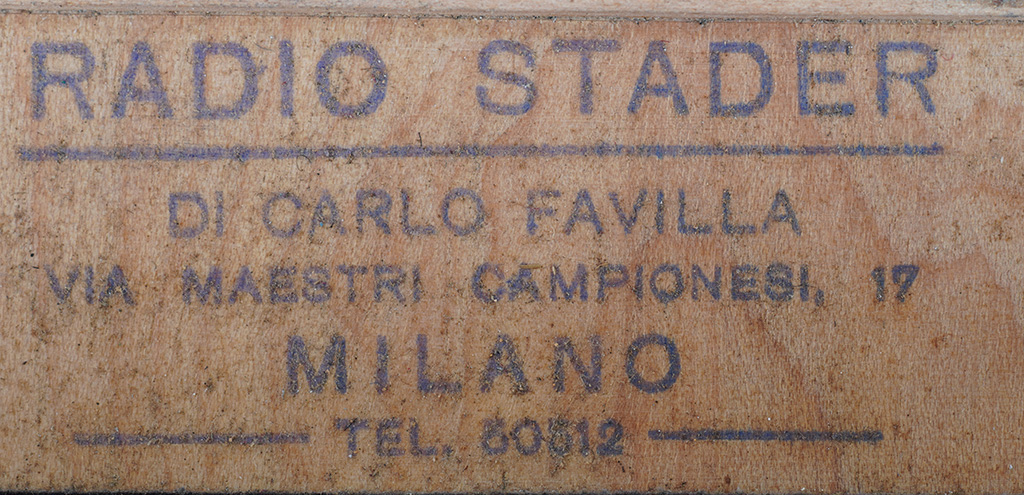 RADIO STADER
DI CARLO FAVILLA
VIA MAESTRI CAMPIONESI, 17
MILANO
TEL. 50512